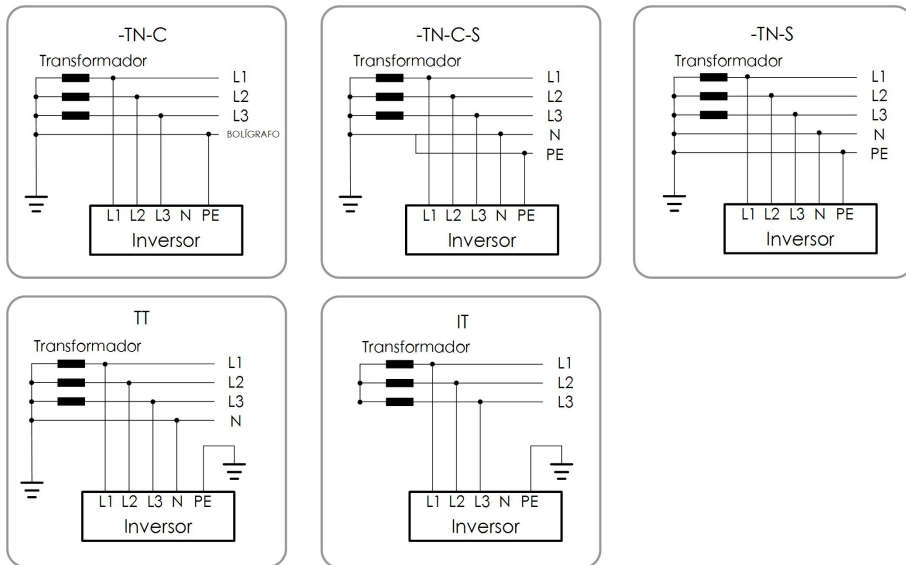 -TN-C
Transformador
L1
L2
L3
BOLÍGRAFO
L1 L2 L3 N PE
Inversor
-TN-C-S
Transformador
L1
L2
L3
N
PE
L1 L2 L3 N PE
Inversor
-TN-S
Transformador
L1
L2
L3
N
PE
L1 L2 L3 N PE
Inversor
TT
Transformador
L1
L2
L3
N
L1 L2 L3 N PE
Inversor
IT
Transformador
L1
L2
L3
L1 L2 L3 N PE
Inversor